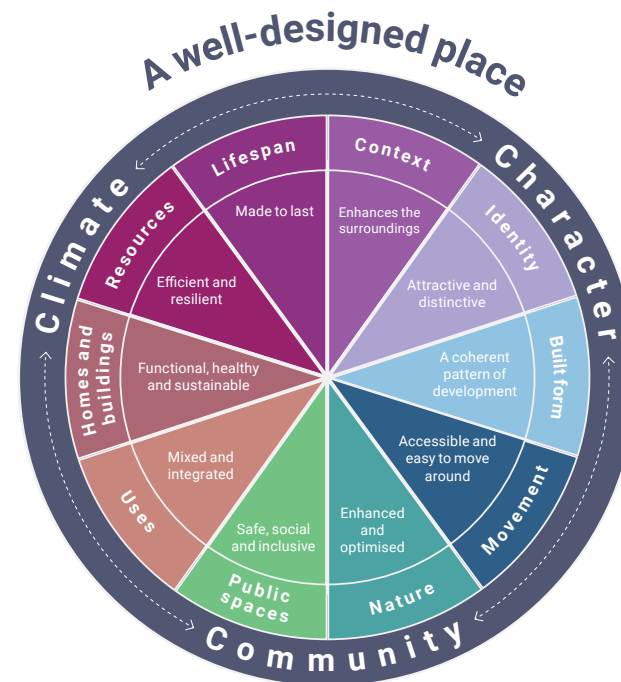 A well-designed place
Climate
Character
Community
Context
Enhances the
surroundings
Identity
Attractive and
distinctive
Built form
A coherent
pattern of
development
Movement
Accessible and
easy to move
around
Nature
Enhanced
and
optimised
Public
spaces
Safe, social
and inclusive
Uses
Mixed and
integrated
Homes and
buildings
Functional, healthy
and sustainable
Resources
Efficient and
resilient
Lifespan
Made to last